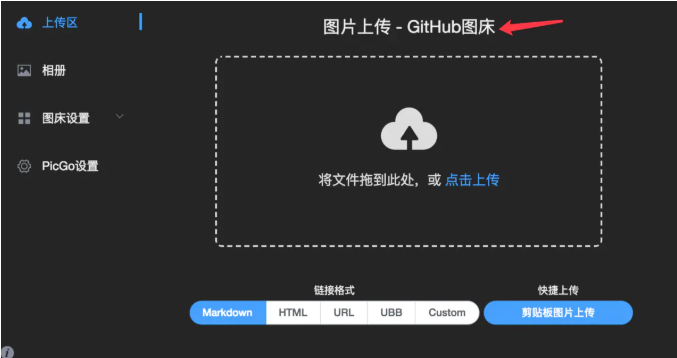 上传区
相册
图床设置
PicGo设置
图片上传 - GitHub图床
将文件拖到此处，或 点击上传
链接格式
Markdown HTML URL UBB Custom
快捷上传
剪贴板图片上传